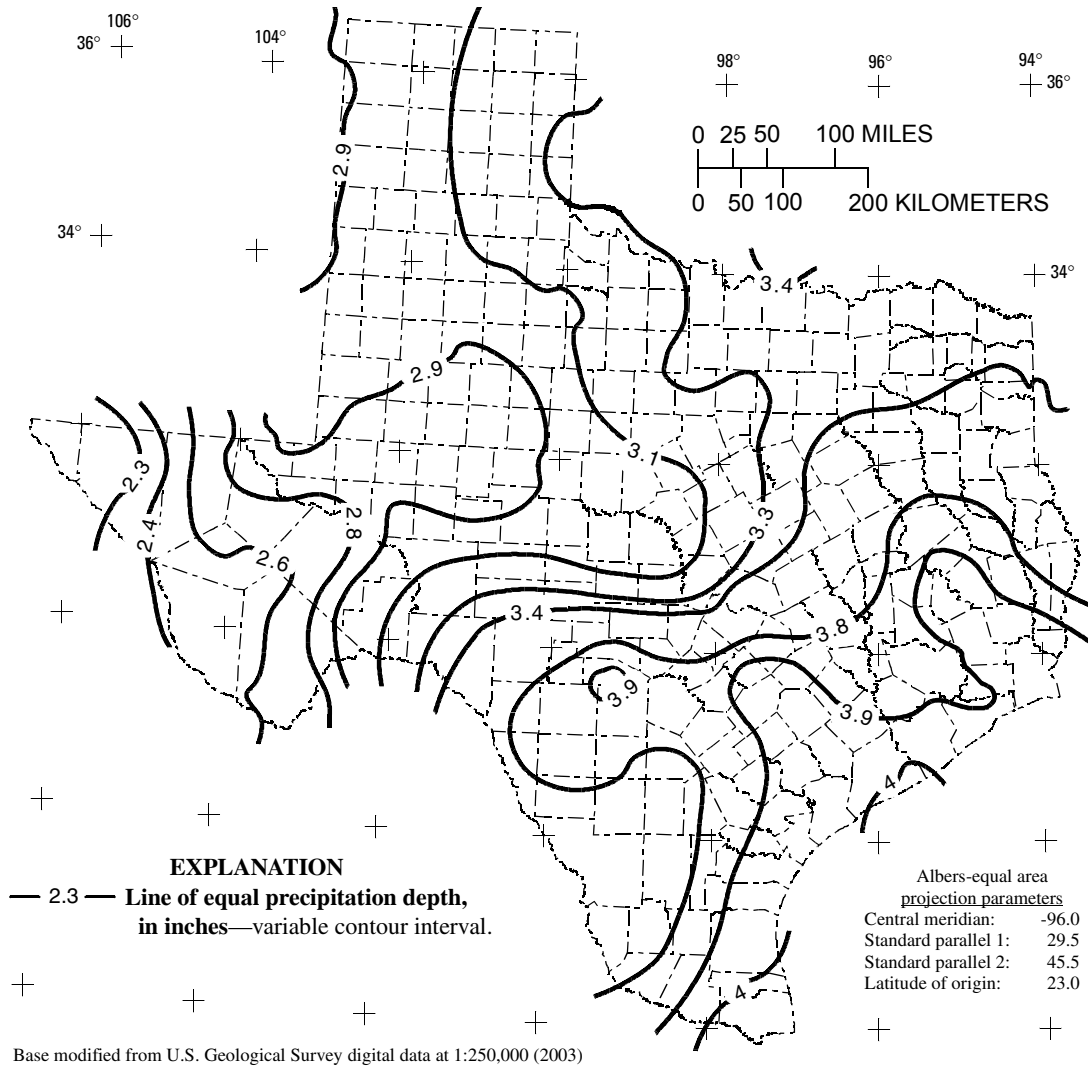 106°
36°
104°
98°
96°
94°
36°
0 25 50 100 MILES
0 50 100 200 KILOMETERS
34°
34°
2.9
3.4
2.9
3.1
2.3
2.4
2.8
3.3
2.6
3.4
3.8
3.9
3.9
4
4
EXPLANATION
2.3 Line of equal precipitation depth,
in inches—variable contour interval.
Albers-equal area
projection parameters
Central meridian: -96.0
Standard parallel 1: 29.5
Standard parallel 2: 45.5
Latitude of origin: 23.0
Base modified from U.S. Geological Survey digital data at 1:250,000 (2003)